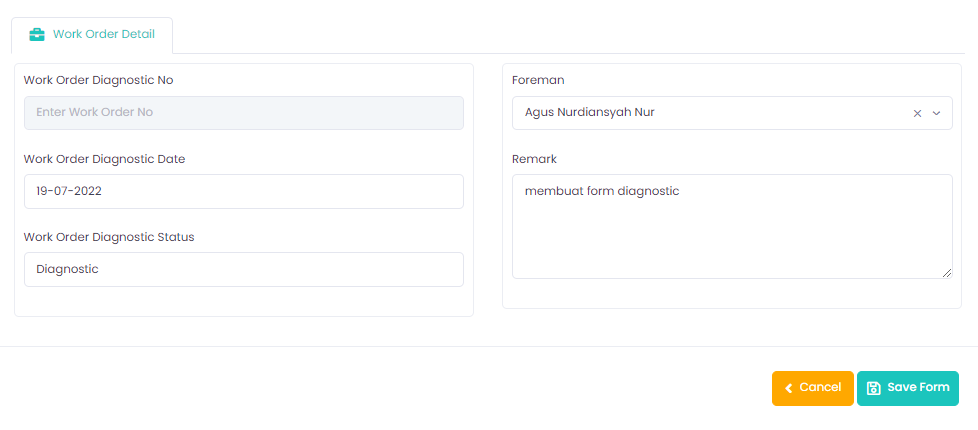 Work Order Detail
Work Order Diagnostic No
Enter Work Order No
Work Order Diagnostic Date
19-07-2022
Work Order Diagnostic Status
Diagnostic
Foreman
Agus Nurdiansyah Nur
Remark
membuat form diagnostic
Cancel
Save Form